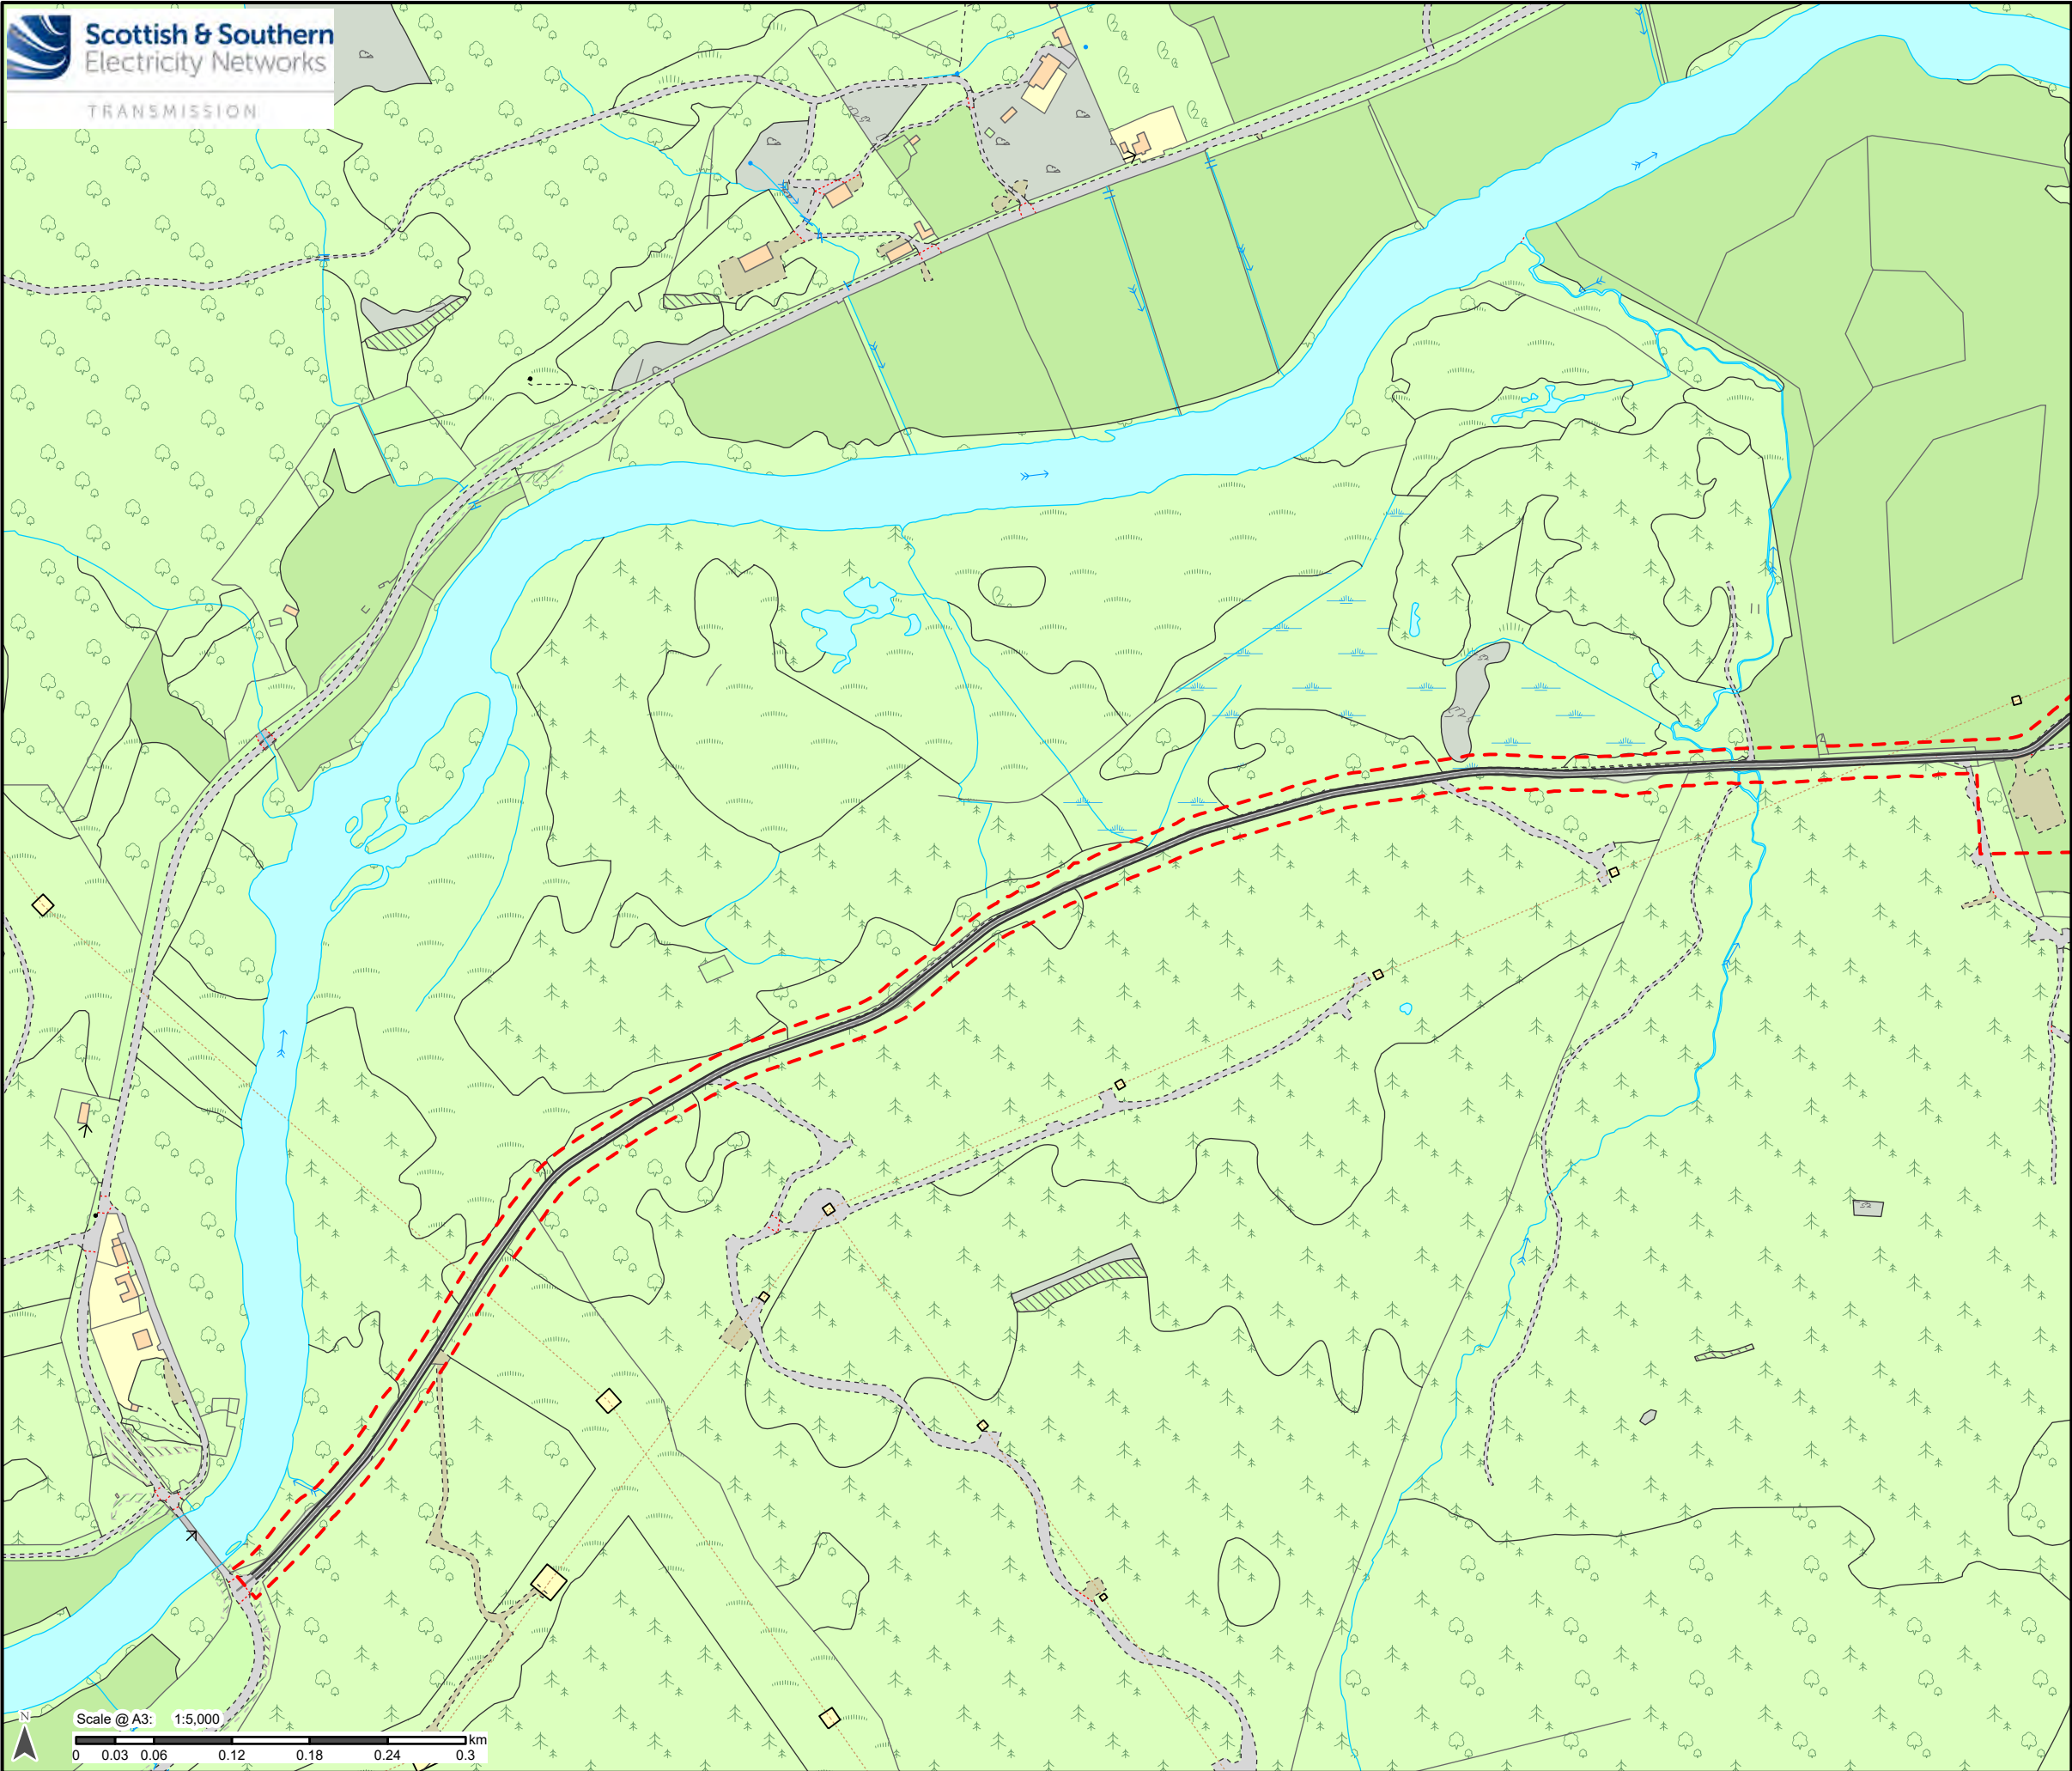 Scottish & Southern
Electricity Networks
TRANSMISSION
N
Scale @ A3: 1:5,000
km
0 0.03 0.06 0.12 0.18 0.24 0.3